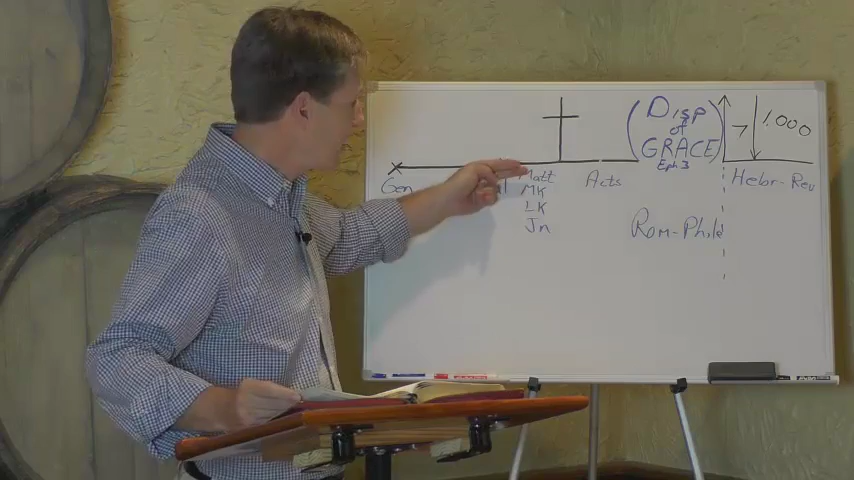 Disp
of
GRACE
Eph. 3
7
1,000
Gen
Matt
MK
LK
Jn
Acts
Hebr-Rev
Rom-Phile